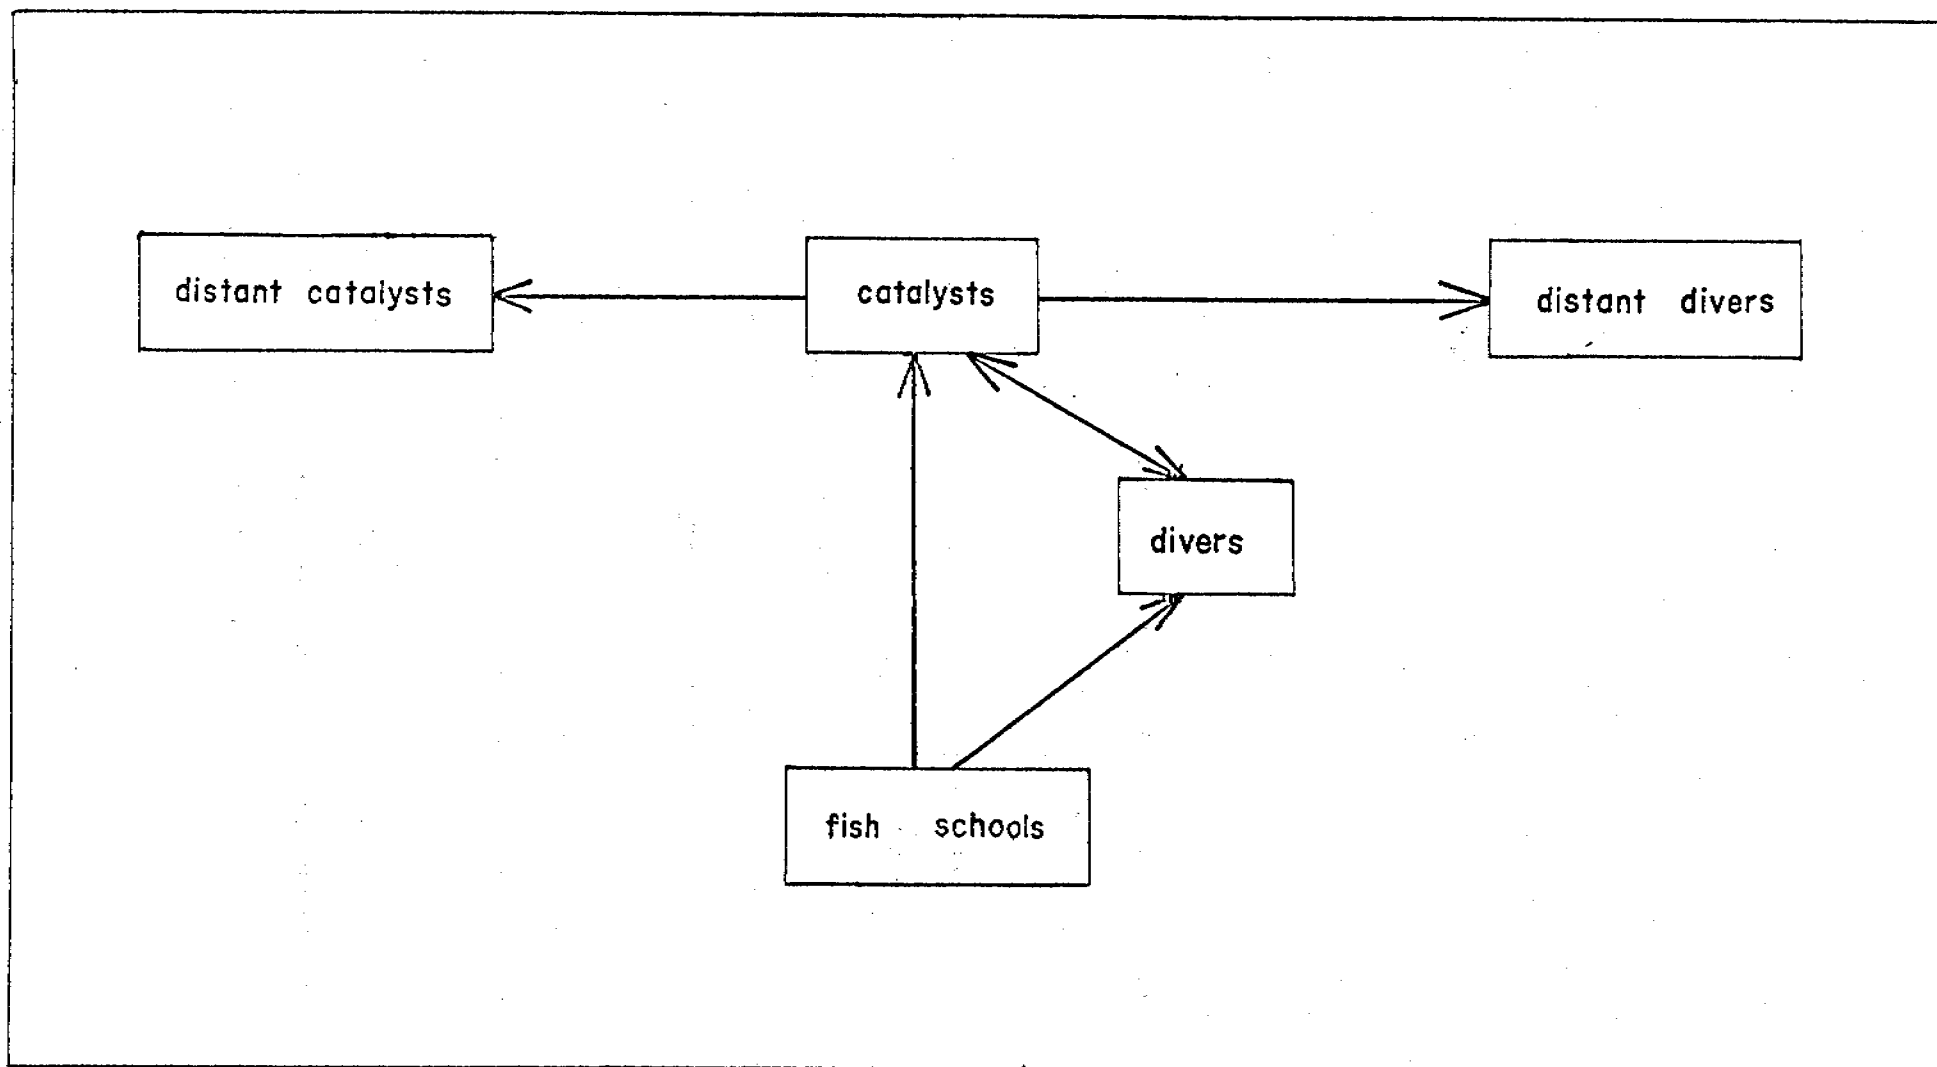 distant catalysts
catalysts
distant divers
divers
fish schools